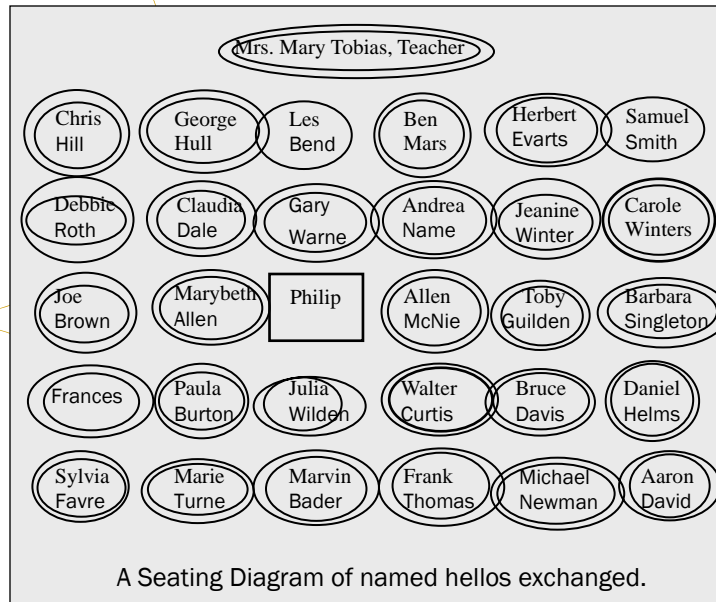 Mrs. Mary Tobias, Teacher
Chris Hill
George Hull
Les Bend
Ben Mars
Herbert Evarts
Samuel Smith
Debbie Roth
Claudia Dale
Gary Warne
Andrea Name
Jeanine Winter
Carole Winters
Joe Brown
Marybeth Allen
Philip
Allen McNie
Toby Guilden
Barbara Singleton
Frances
Paula Burton
Julia Wilden
Walter Curtis
Bruce Davis
Daniel Helms
Sylvia Favre
Marie Turne
Marvin Bader
Frank Thomas
Michael Newman
Aaron David
A Seating Diagram of named hellos exchanged.